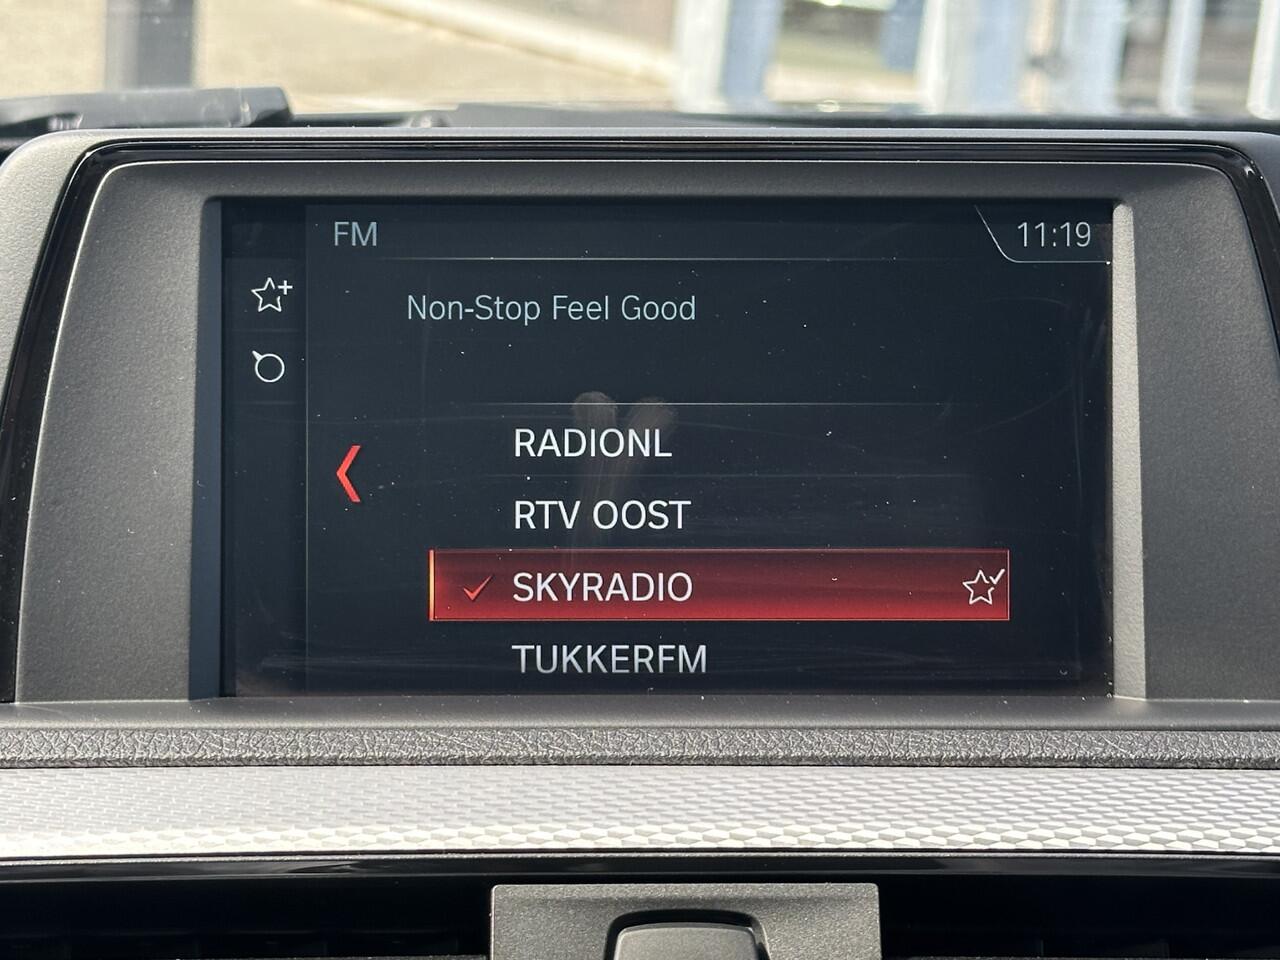 FM
11:19
Non-Stop Feel Good
RADIONL
RTV OOST
SKYRADIO
TUKKERFM